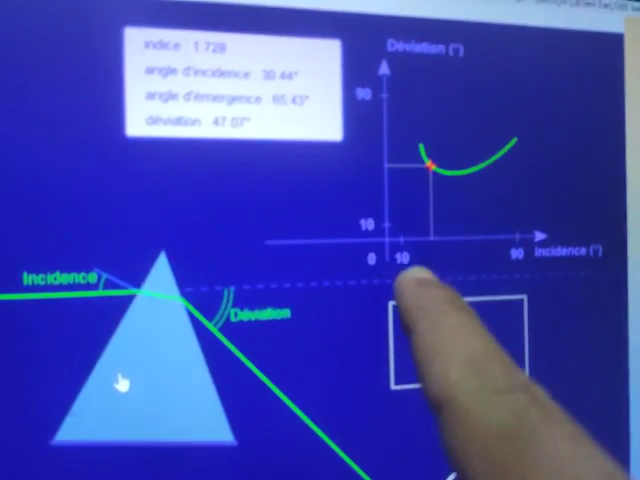 indice 1.728
angle d'incidence 30.44°
angle d'émergence 65.43°
déviation 47.07°
Déviation (°)
90
10
0 10 90 Incidence (°)
Incidence
Déviation